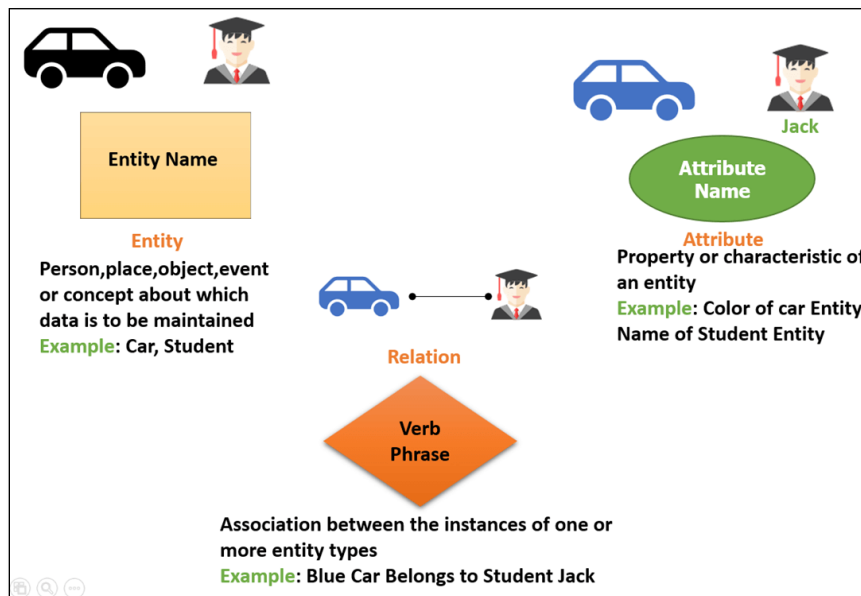 Entity Name
Entity
Person,place,object,event
or concept about which
data is to be maintained
Example: Car, Student
Jack
Attribute
Name
Attribute
Property or characteristic of
an entity
Example: Color of car Entity
Name of Student Entity
Relation
Verb
Phrase
Association between the instances of one or
more entity types
Example: Blue Car Belongs to Student Jack